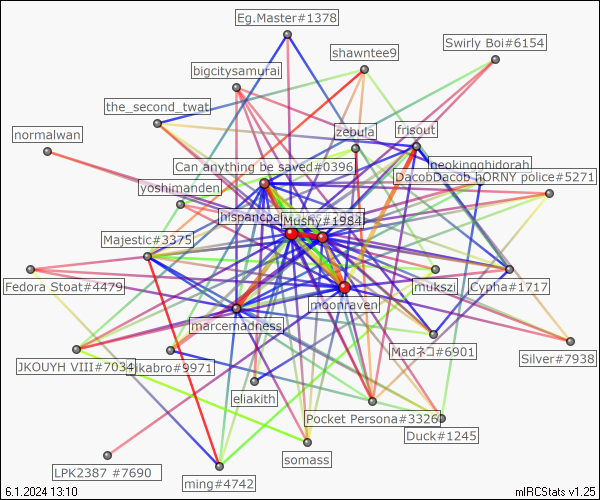 Eg.Master#1378
Swirly Boi#6154
shawntee9
bigcitysamurai
the_second_twat
normalwan
zebula
frisout
neokingghidorah
Can anything be saved#0396
DacobDacob hORNY police#5271
yoshimanden
Mushy#1984
Majestic#3375
Fedora Stoat#4479
mukszi
Cypha#1717
moonraven
marcemadness
Madネコ#6901
Silver#7938
JKOUYH VIII#7034
#9971
eliakith
Pocket Persona#3326
Duck#1245
somass
LPK2387 #7690
ming#4742
6.1.2024 13:10
mIRCStats v1.25